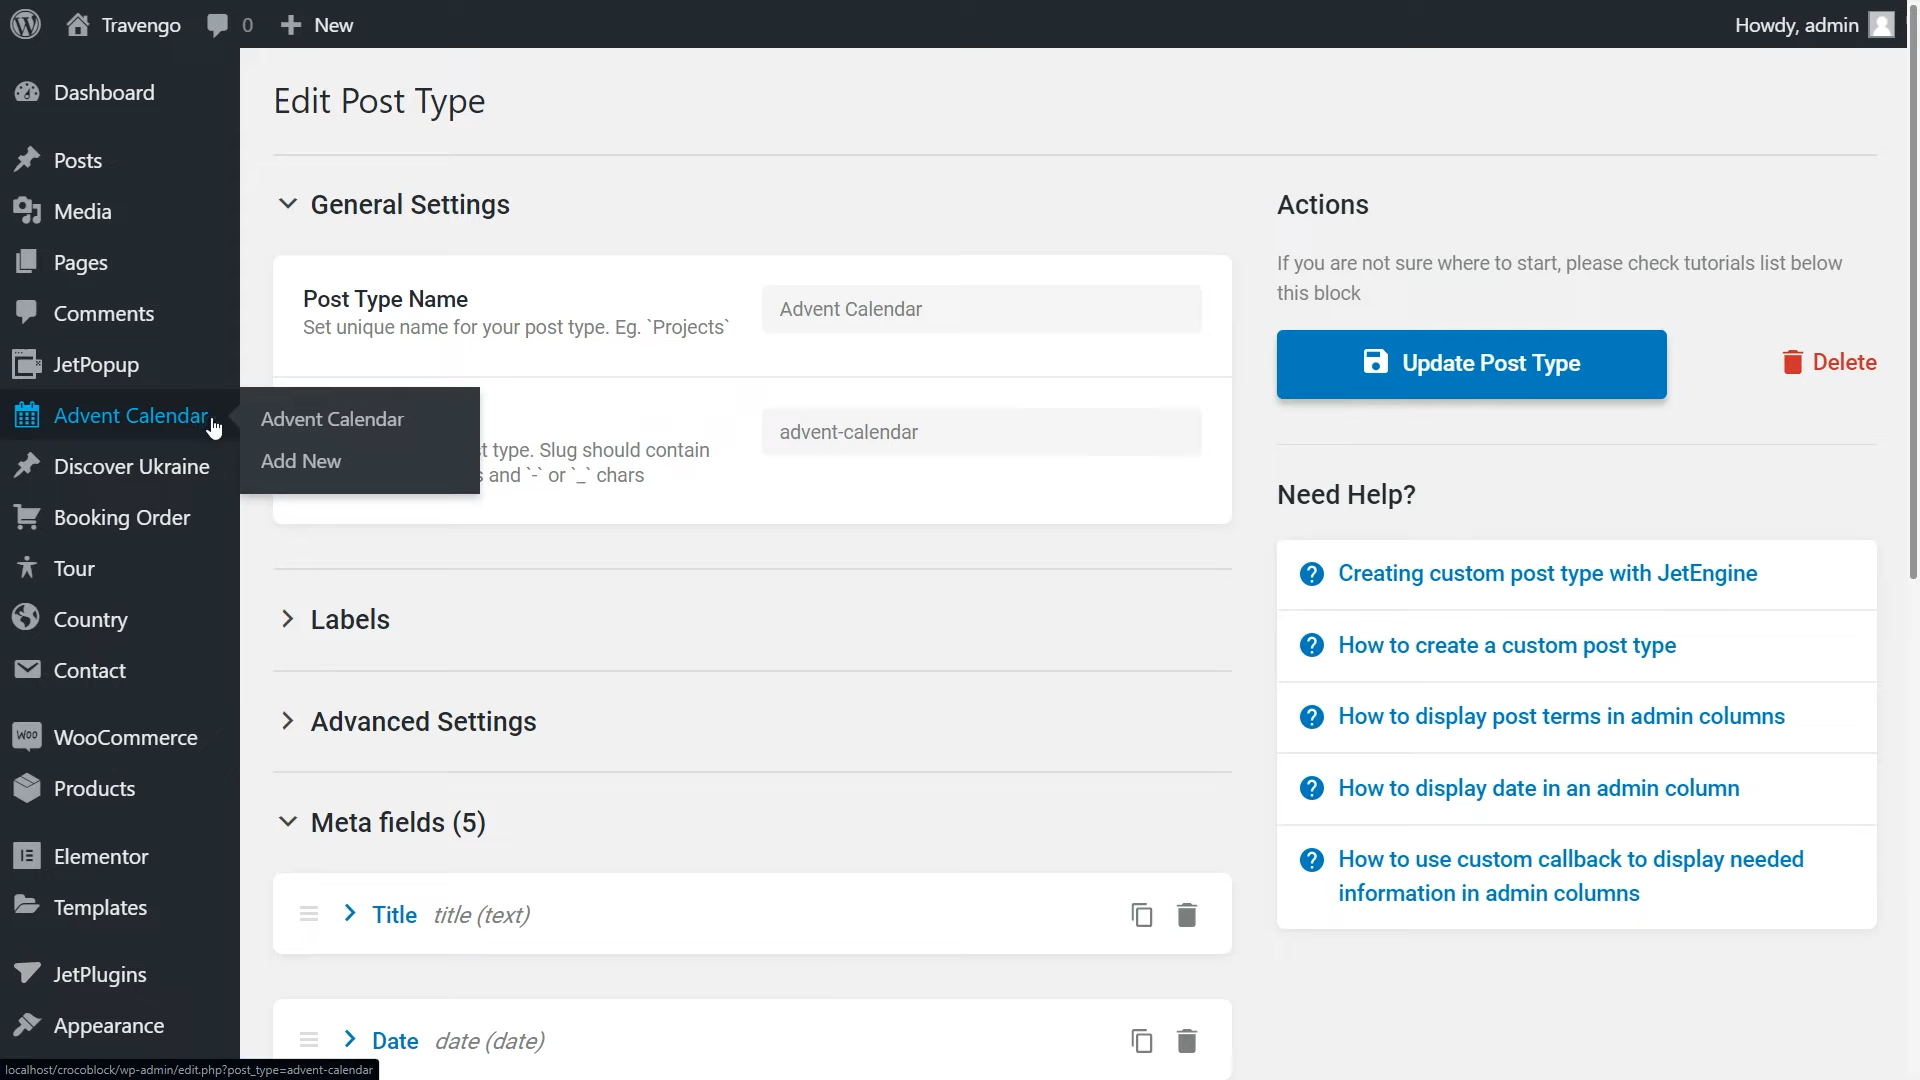 Travengo
0
New
Howdy, admin
Dashboard
Posts
Media
Pages
Comments
JetPopup
Advent Calendar
Discover Ukraine
Booking Order
Tour
Country
Contact
WOO
WooCommerce
Products
Elementor
Templates
JetPlugins
Appearance
Advent Calendar
Add New
Edit Post Type
General Settings
Post Type Name
Set unique name for your post type. Eg. `Projects`
Advent Calendar
t type. Slug should contain
s and `-` or `_` chars
advent-calendar
Labels
Advanced Settings
Meta fields (5)
Title title (text)
Date date (date)
Actions
If you are not sure where to start, please check tutorials list below
this block
Update Post Type
Delete
Need Help?
Creating custom post type with JetEngine
How to create a custom post type
How to display post terms in admin columns
How to display date in an admin column
How to use custom callback to display needed
information in admin columns
localhost/crocoblock/wp-admin/edit.php?post_type=advent-calendar